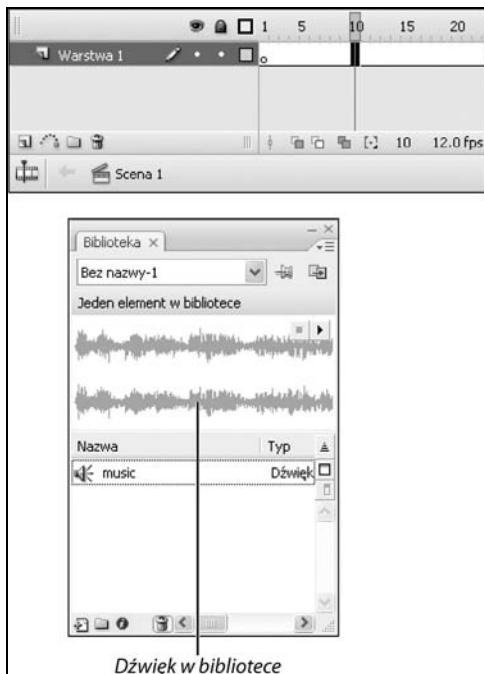 1 5 10 15 20
Warstwa 1
10 12.0 fps
Scena 1
Biblioteka
Bez nazwy-1
Jeden element w bibliotece
Nazwa Typ
music Dźwięk
Dźwięk w bibliotece